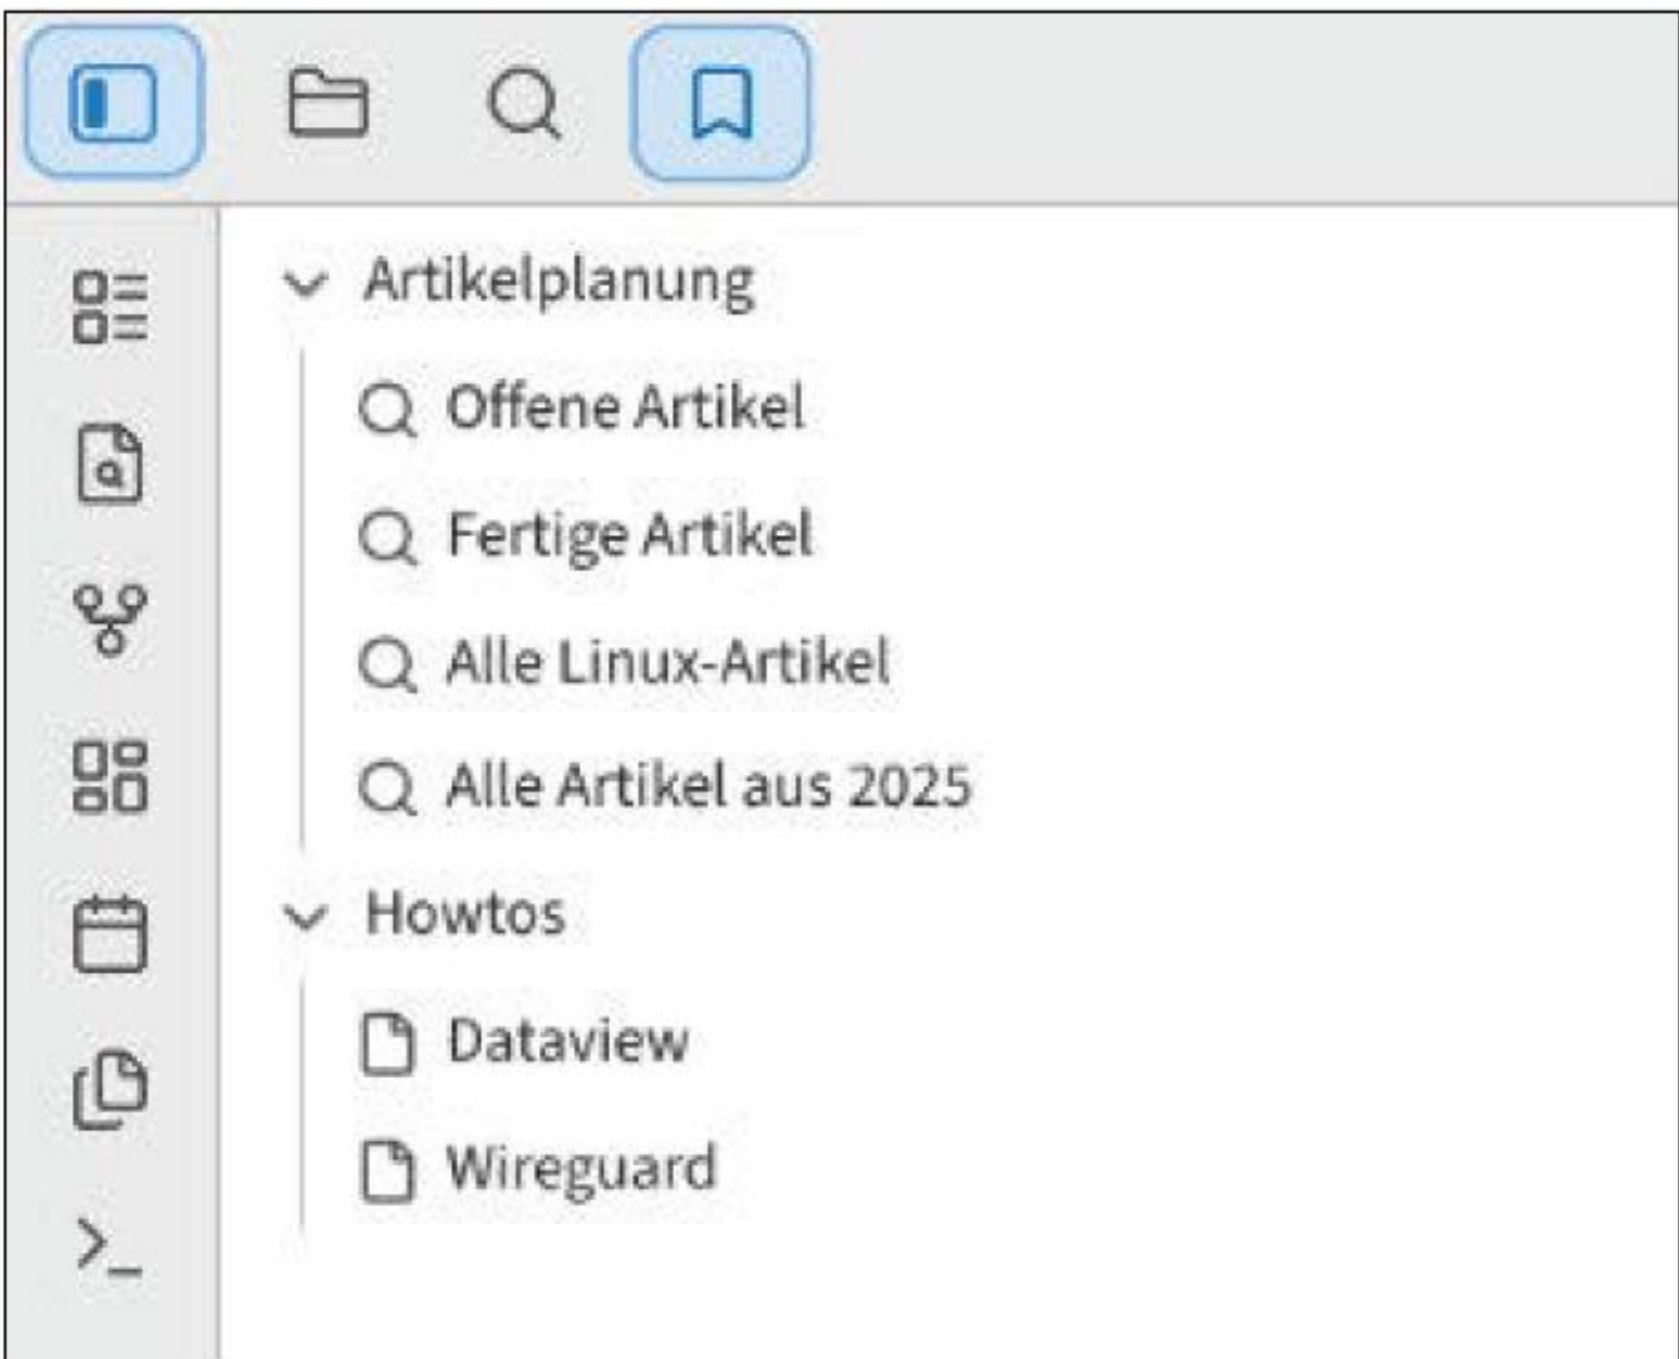 Artikelplanung
Offene Artikel
Fertige Artikel
Alle Linux-Artikel
Alle Artikel aus 2025
Howtos
Dataview
Wireguard